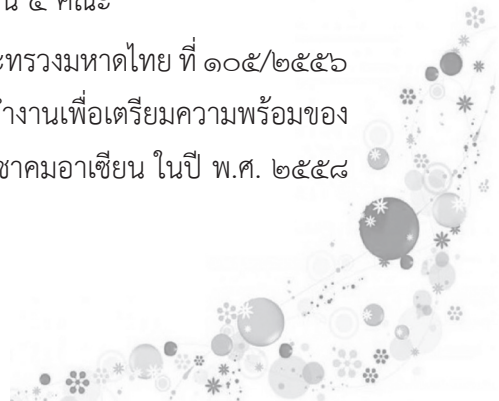 คณะ
ะทรวงมหาดไทย ที่ ๑๐๕/๒๕๕๖
ำงานเพื่อเตรียมความพร้อมของ
ชาคมอาเซียน ในปี พ.ศ. ๒๕๕๘